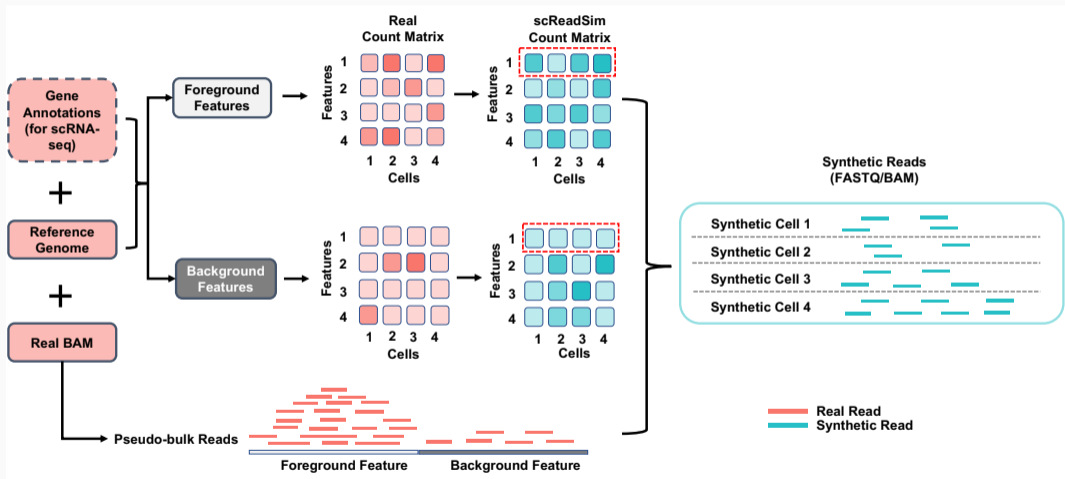 Gene
Annotations
(for scRNA-
seq)
+
Reference
Genome
+
Real BAM
Foreground
Features
Background
Features
Real
Count Matrix
Features
1
2
3
4
1 2 3 4
Cells
scReadSim
Count Matrix
Features
1
2
3
4
1 2 3 4
Cells
Features
1
2
3
4
1 2 3 4
Cells
Features
1
2
3
4
1 2 3 4
Cells
Pseudo-bulk Reads
Foreground Feature
Background Feature
Synthetic Reads
(FASTQ/BAM)
Synthetic Cell 1
Synthetic Cell 2
Synthetic Cell 3
Synthetic Cell 4
Real Read
Synthetic Read